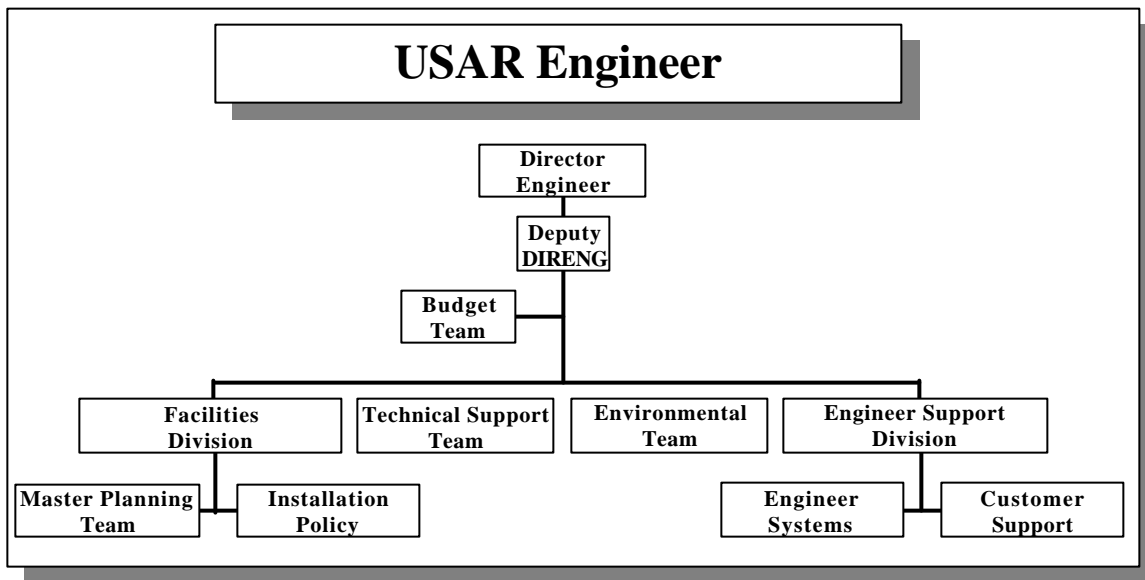 USAR Engineer
Director
Engineer
Deputy
DIRENG
Budget
Team
Facilities
Division
Technical Support
Team
Environmental
Team
Engineer Support
Division
Master Planning
Team
Installation
Policy
Engineer
Systems
Customer
Support